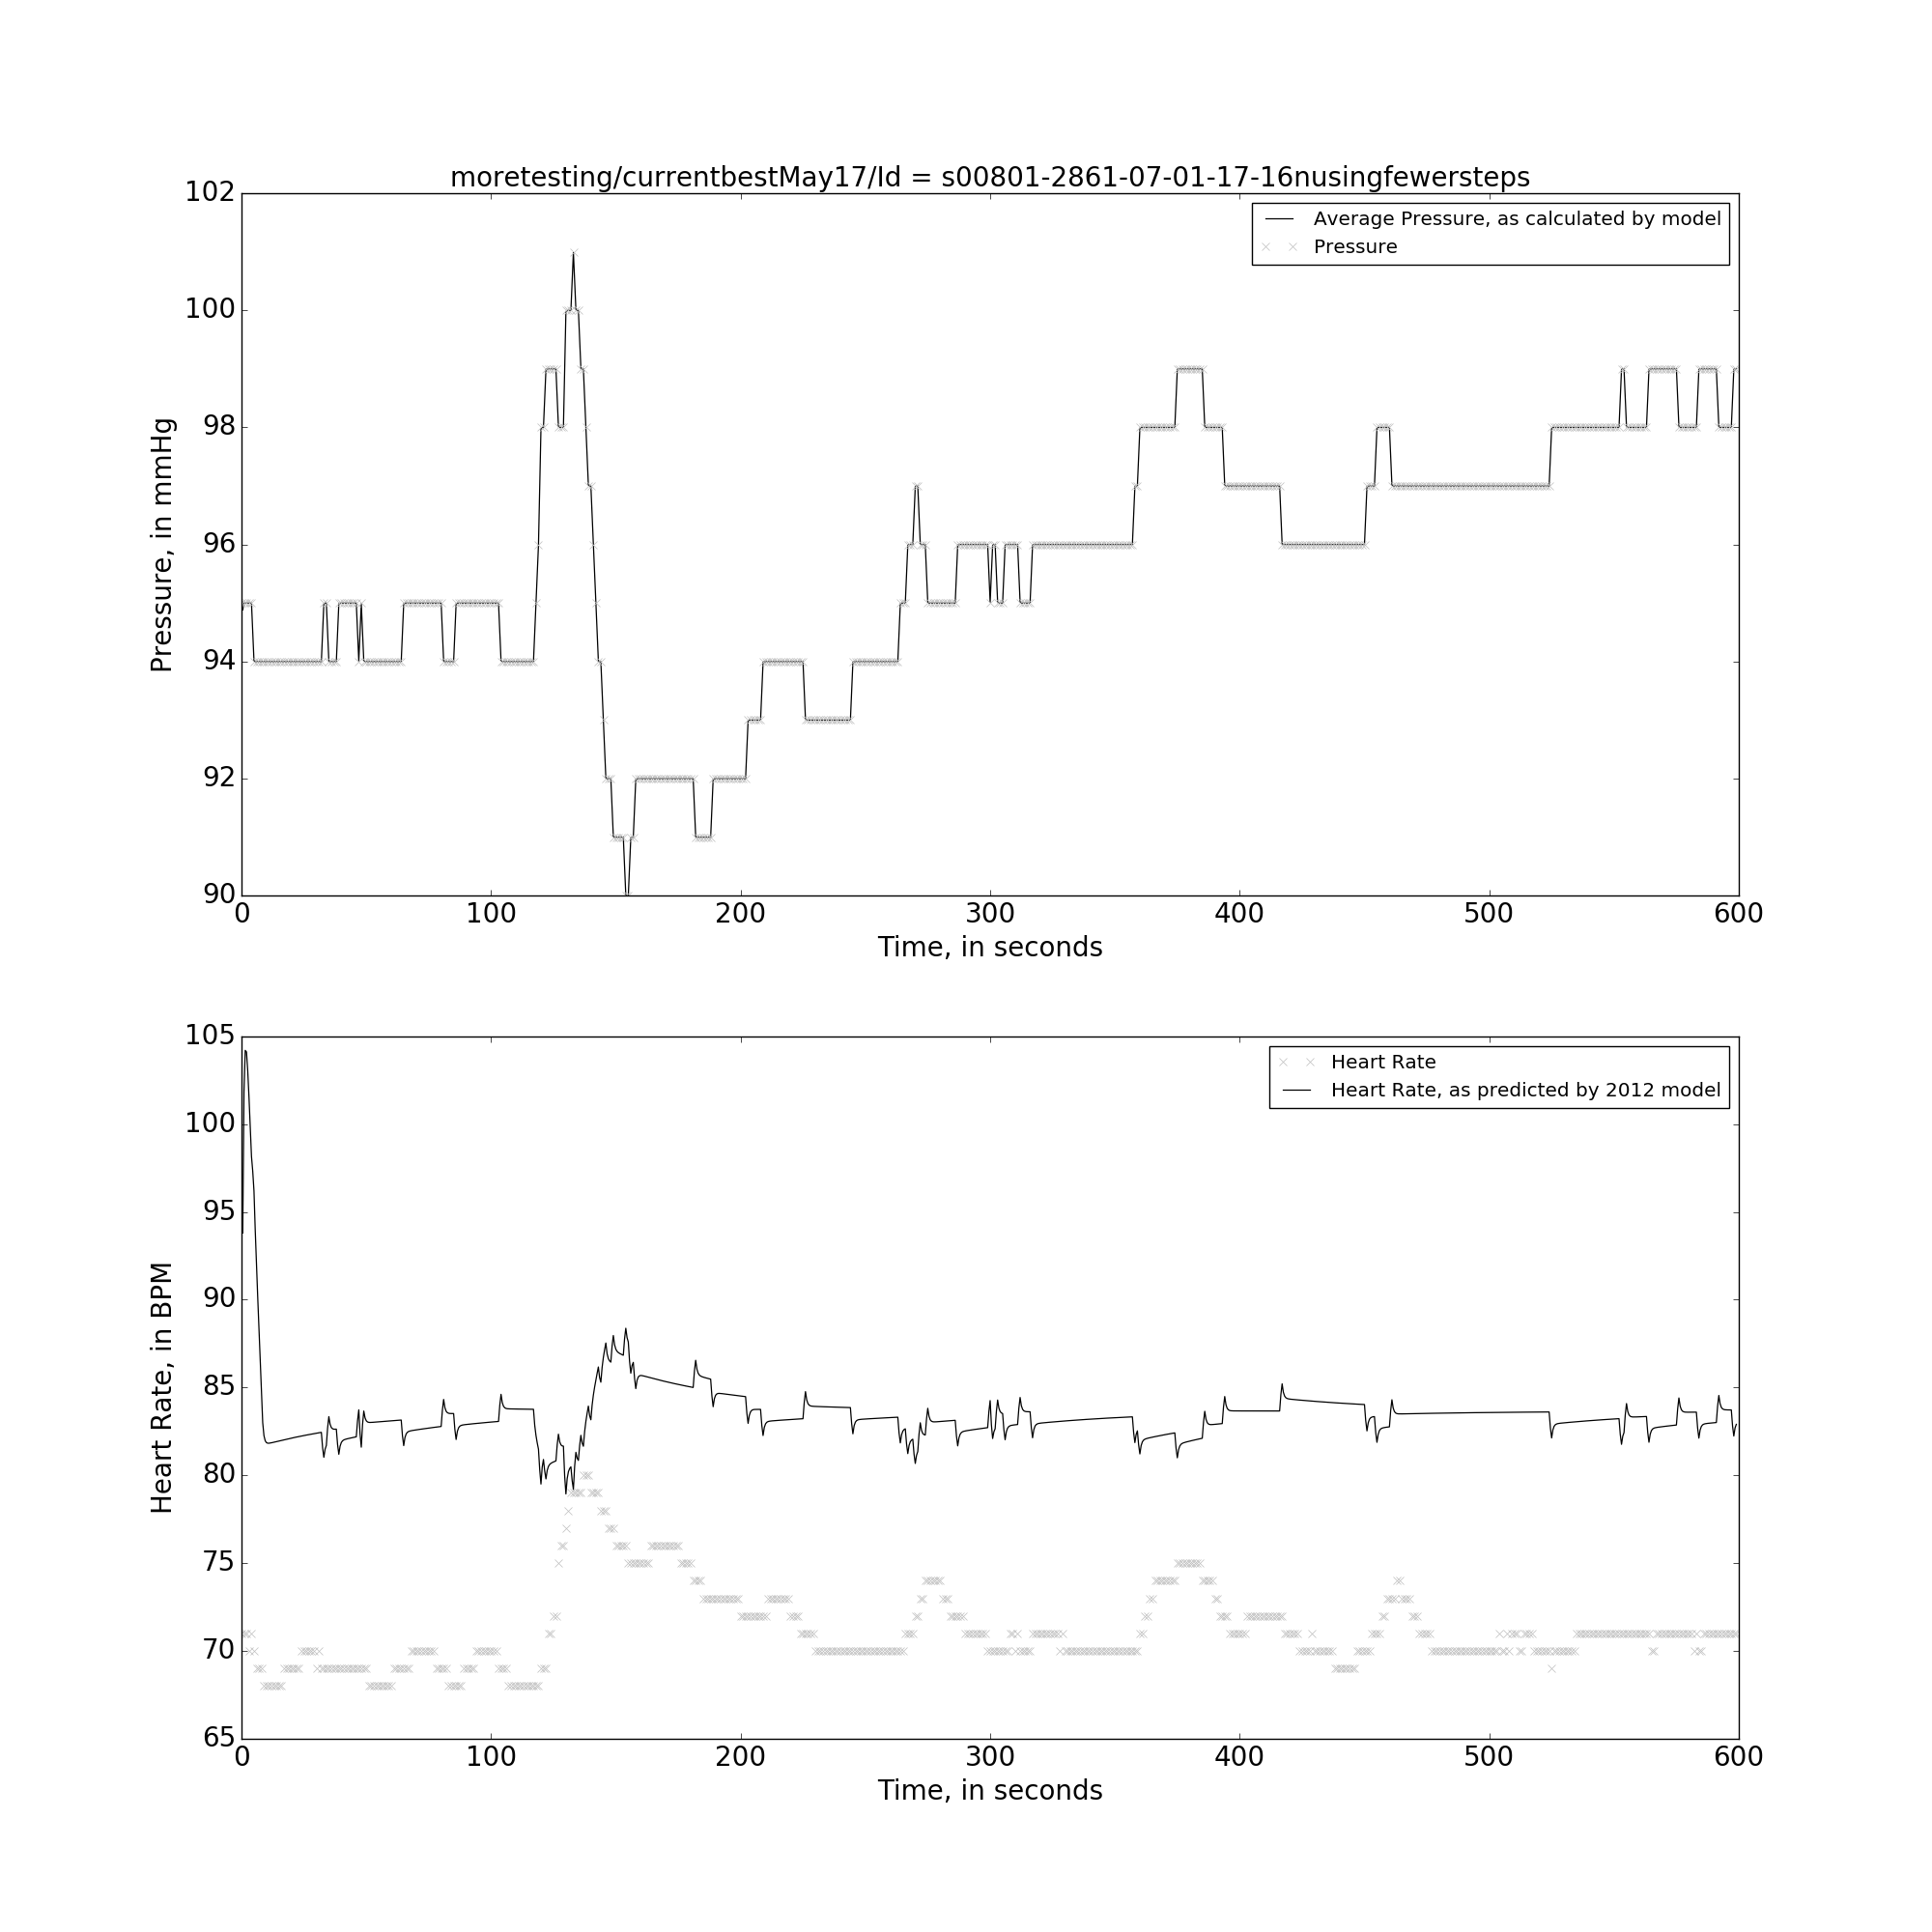 moretesting/currentbestMay17/Id = s00801-2861-07-01-17-16nusingfewersteps
102
100
98
96
94
92
90
Pressure, in mmHg
Average Pressure, as calculated by model
Pressure
0 100 200 300 400 500 600
Time, in seconds
105
100
95
90
85
80
75
70
65
Heart Rate, in BPM
Heart Rate
Heart Rate, as predicted by 2012 model
0 100 200 300 400 500 600
Time, in seconds